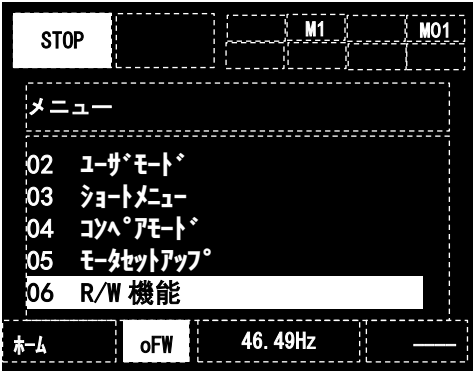 STOP M1 MO1
メニュー
02 ユーザモード
03 ショートメニュー
04 コンペアモード
05 モータセットアップ
06 R/W 機能
ホーム oFW 46.49Hz ----